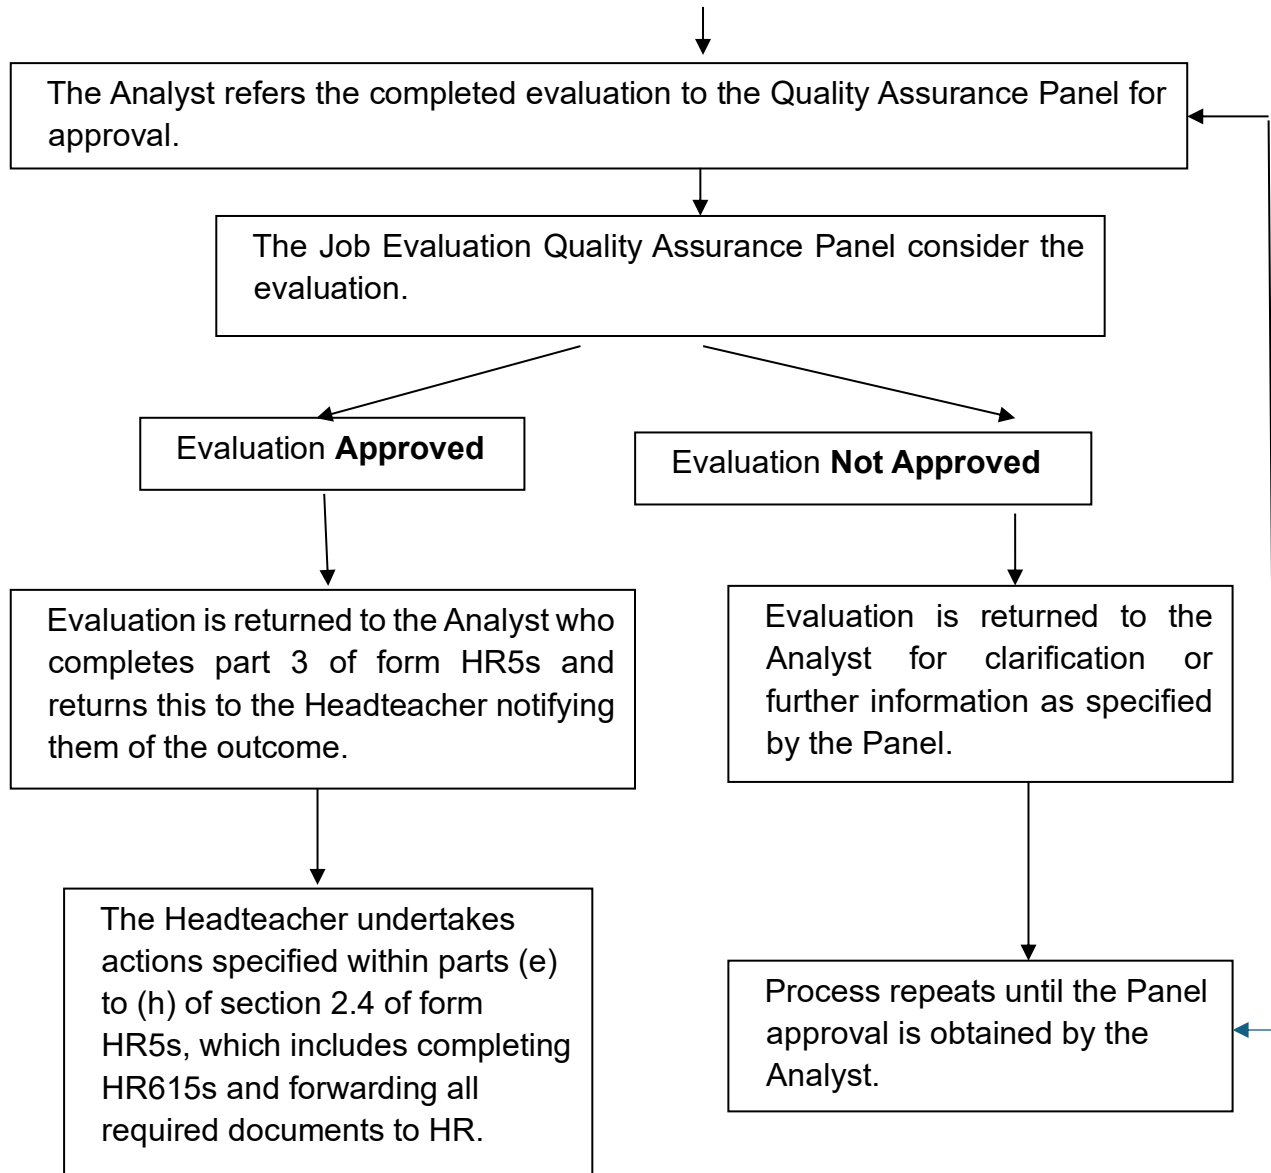 The Analyst refers the completed evaluation to the Quality Assurance Panel for
approval.
The Job Evaluation Quality Assurance Panel consider the
evaluation.
Evaluation Approved
Evaluation Not Approved
Evaluation is returned to the Analyst who
completes part 3 of form HR5s and
returns this to the Headteacher notifying
them of the outcome.
Evaluation is returned to the
Analyst for clarification or
further information as specified
by the Panel.
The Headteacher undertakes
actions specified within parts (e)
to (h) of section 2.4 of form
HR5s, which includes completing
HR615s and forwarding all
required documents to HR.
Process repeats until the Panel
approval is obtained by the
Analyst.